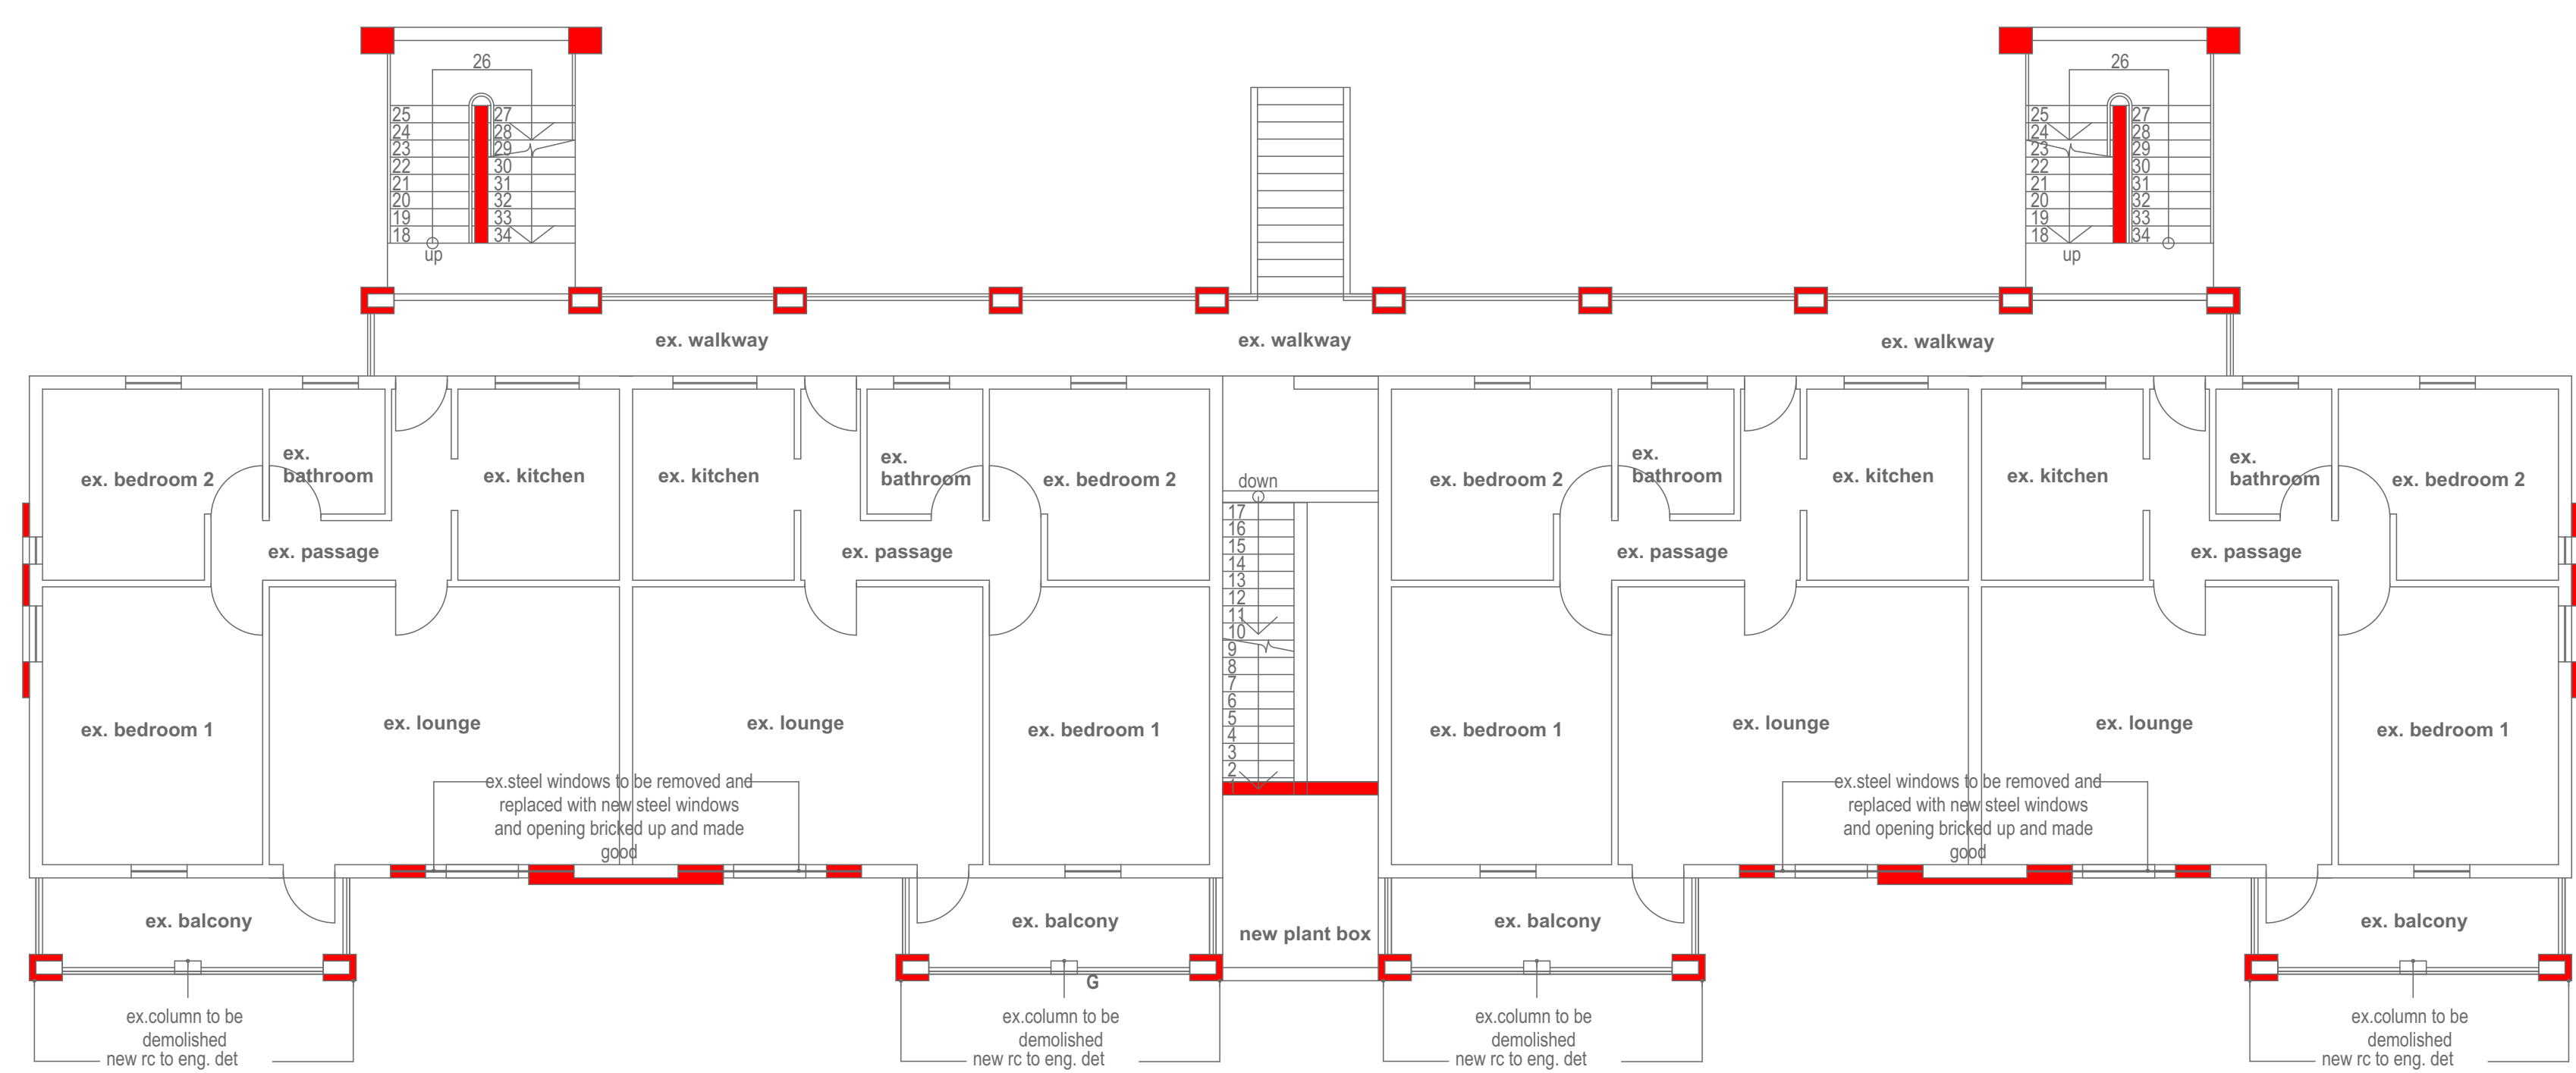 26
26
25 27
24 28
23 29
22 30
21 31
20 32
19 33
18 34
up
25 27
24 28
23 29
22 30
21 31
20 32
19 33
18 34
up
ex. walkway
ex. walkway
ex. walkway
ex. bedroom 2
ex.
bathroom
ex. kitchen
ex. kitchen
ex.
bathroom
ex. bedroom 2
ex. bedroom 2
ex.
bathroom
ex. kitchen
ex. kitchen
ex.
bathroom
ex. bedroom 2
ex. passage
ex. passage
ex. passage
ex. passage
down
17
16
15
14
13
12
11
10
9
8
7
6
5
4
3
2
1
ex. bedroom 1
ex. lounge
ex. lounge
ex. bedroom 1
ex. bedroom 1
ex. lounge
ex. lounge
ex. bedroom 1
ex.steel windows to be removed and
replaced with new steel windows
and opening bricked up and made
good
ex.steel windows to be removed and
replaced with new steel windows
and opening bricked up and made
good
ex. balcony
ex. balcony
new plant box
ex. balcony
ex. balcony
G
ex.column to be
demolished
new rc to eng. det
ex.column to be
demolished
new rc to eng. det
ex.column to be
demolished
new rc to eng. det
ex.column to be
demolished
new rc to eng. det